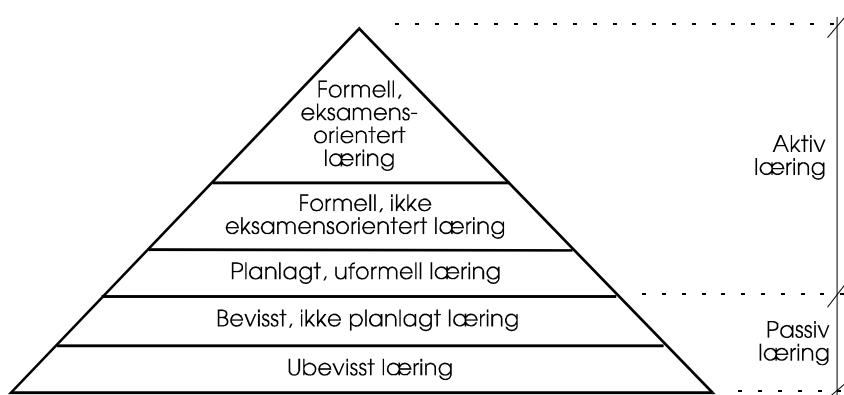 Formell,
eksamens-
orientert
læring
Formell, ikke
eksamensorientert læring
Planlagt, uformell læring
Bevisst, ikke planlagt læring
Ubevisst læring
Aktiv
læring
Passiv
læring